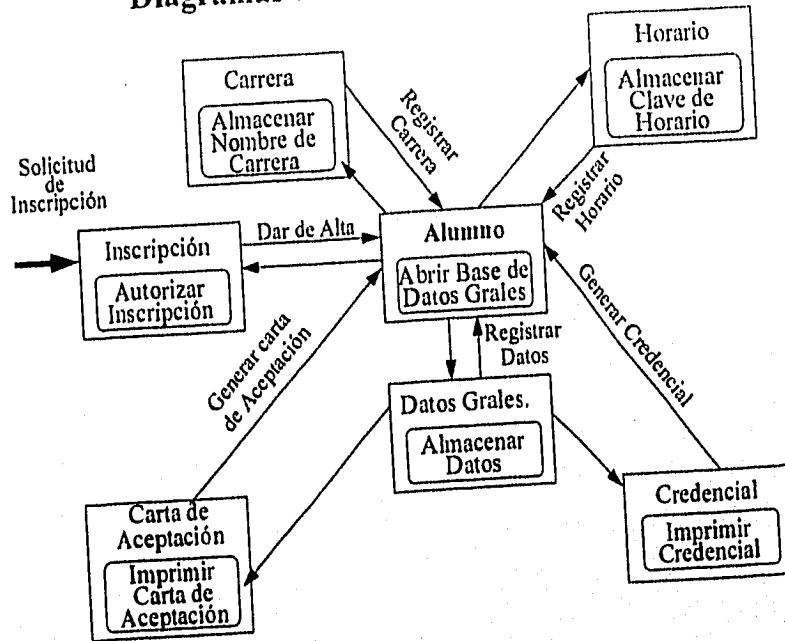 Diagramas
Horario
Almacenar
Clave de
Horario
Carrera
Almacenar
Nombre de
Carrera
Registrar
Carrera
Registrar
Horario
Solicitud
de
Inscripción
Inscripción
Autorizar
Inscripción
Dar de Alta
Alumno
Abrir Base de
Datos Grales
Generar carta
de Aceptación
Registrar
Datos
Generar Credencial
Datos Grales.
Almacenar
Datos
Carta de
Aceptación
Imprimir
Carta de
Aceptación
Credencial
Imprimir
Credencial